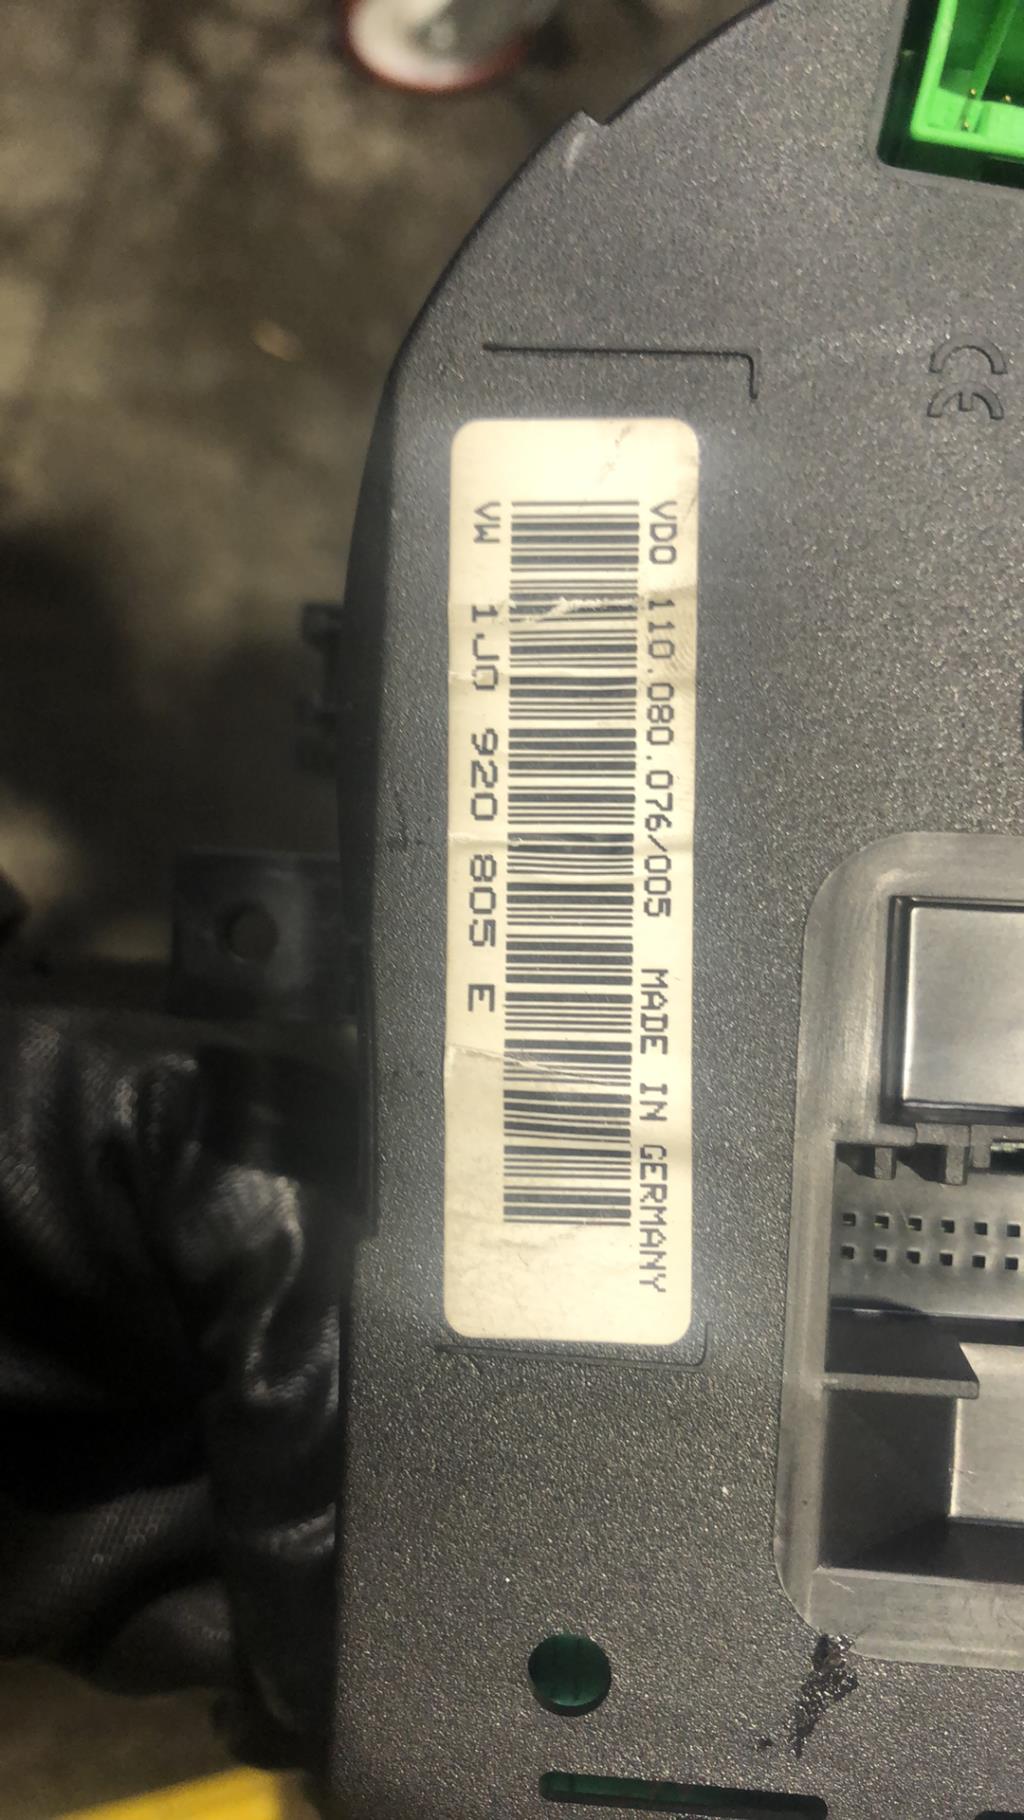 VDO 110.080.076/005 MADE IN GERMANY
VW 1J0 920 805 E
CE